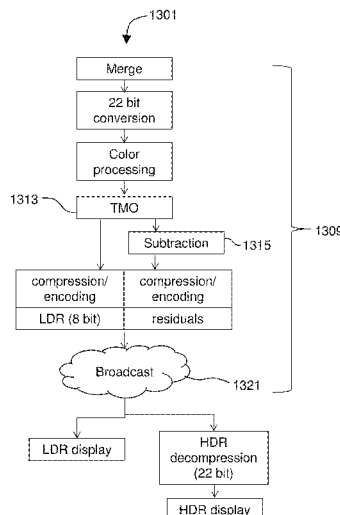 1301
Merge
22 bit
conversion
Color
processing
1313
TMO
Subtraction
1315
1309
compression/
encoding
compression/
encoding
LDR (8 bit)
residuals
Broadcast
1321
LDR display
HDR
decompression
(22 bit)
HDR display